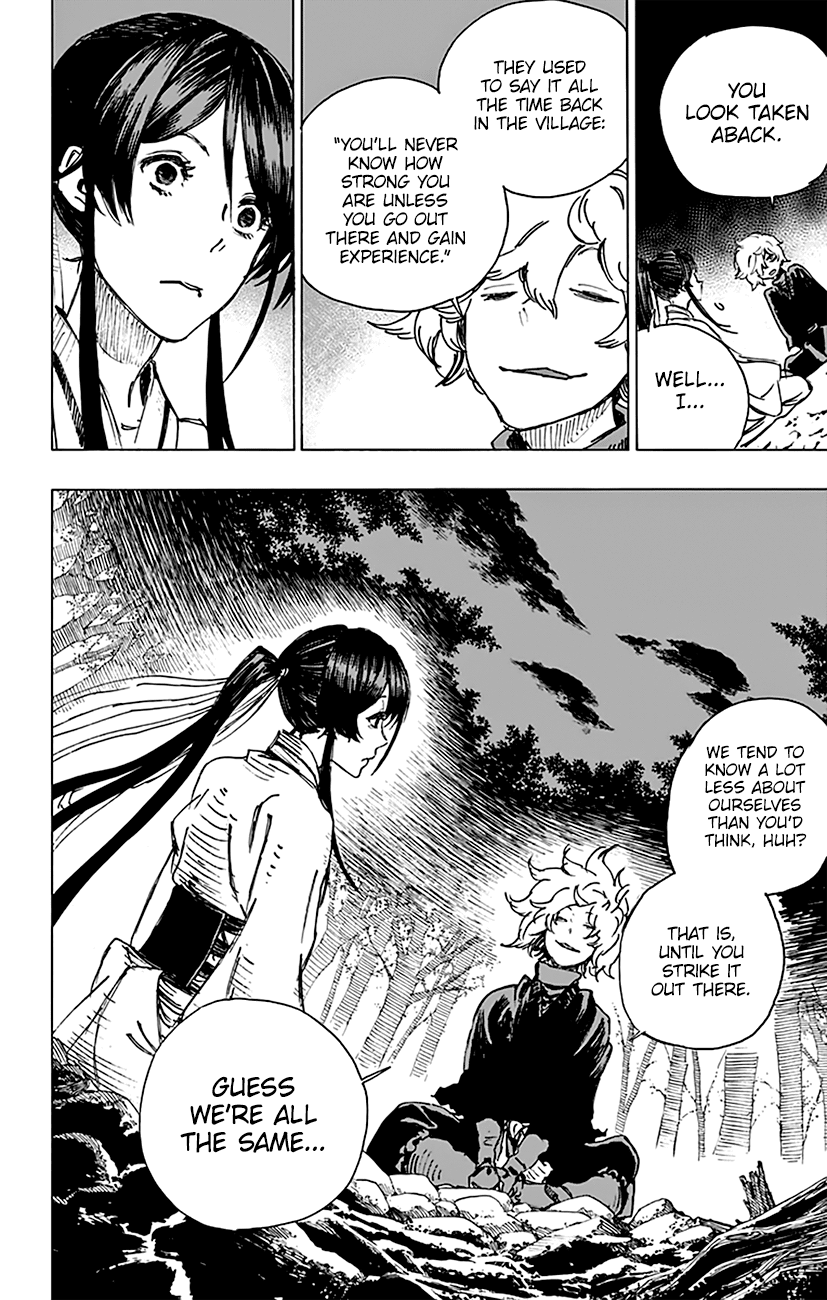 YOU
LOOK TAKEN
ABACK.
WELL...
I...
THEY USED
TO SAY IT ALL
THE TIME BACK
IN THE VILLAGE:
"YOU'LL NEVER
KNOW HOW
STRONG YOU
ARE UNLESS
YOU GO OUT
THERE AND GAIN
EXPERIENCE."
WE TEND TO
KNOW A LOT
LESS ABOUT
OURSELVES
THAN YOU'D
THINK, HUH?
THAT IS,
UNTIL YOU
STRIKE IT
OUT THERE.
GUESS
WE'RE ALL
THE SAME...